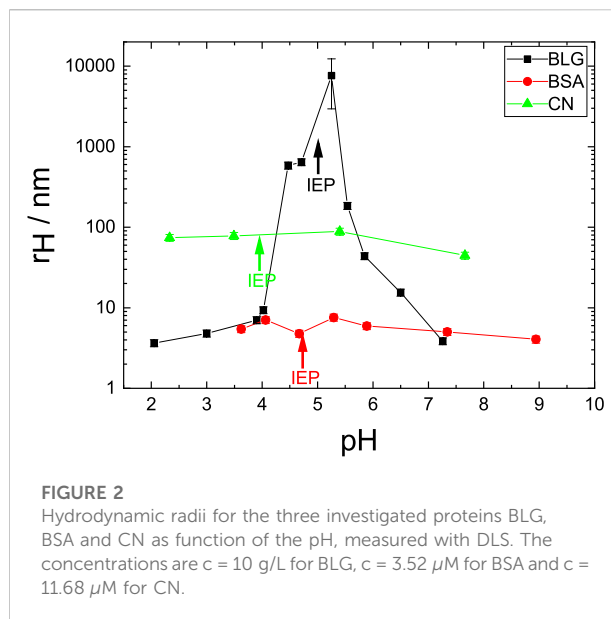 10000
1000
100
10
1
rH / nm
BLG
BSA
CN
IEP
IEP
IEP
2 3 4 5 6 7 8 9 10
pH
FIGURE 2
Hydrodynamic radii for the three investigated proteins BLG,
BSA and CN as function of the pH, measured with DLS. The
concentrations are c = 10 g/L for BLG, c = 3.52 µM for BSA and c =
11.68 µM for CN.